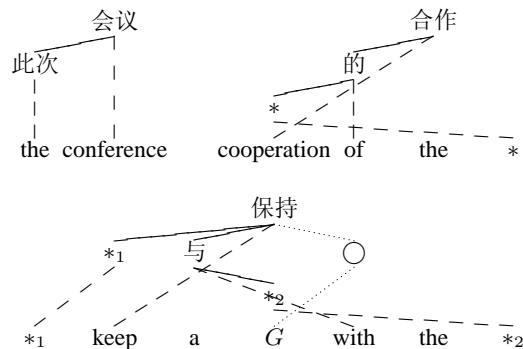 会议 合作
此次 的
*
the conference cooperation of the *
保持
*₁ 与
*₂
*₁ keep a G with the *₂